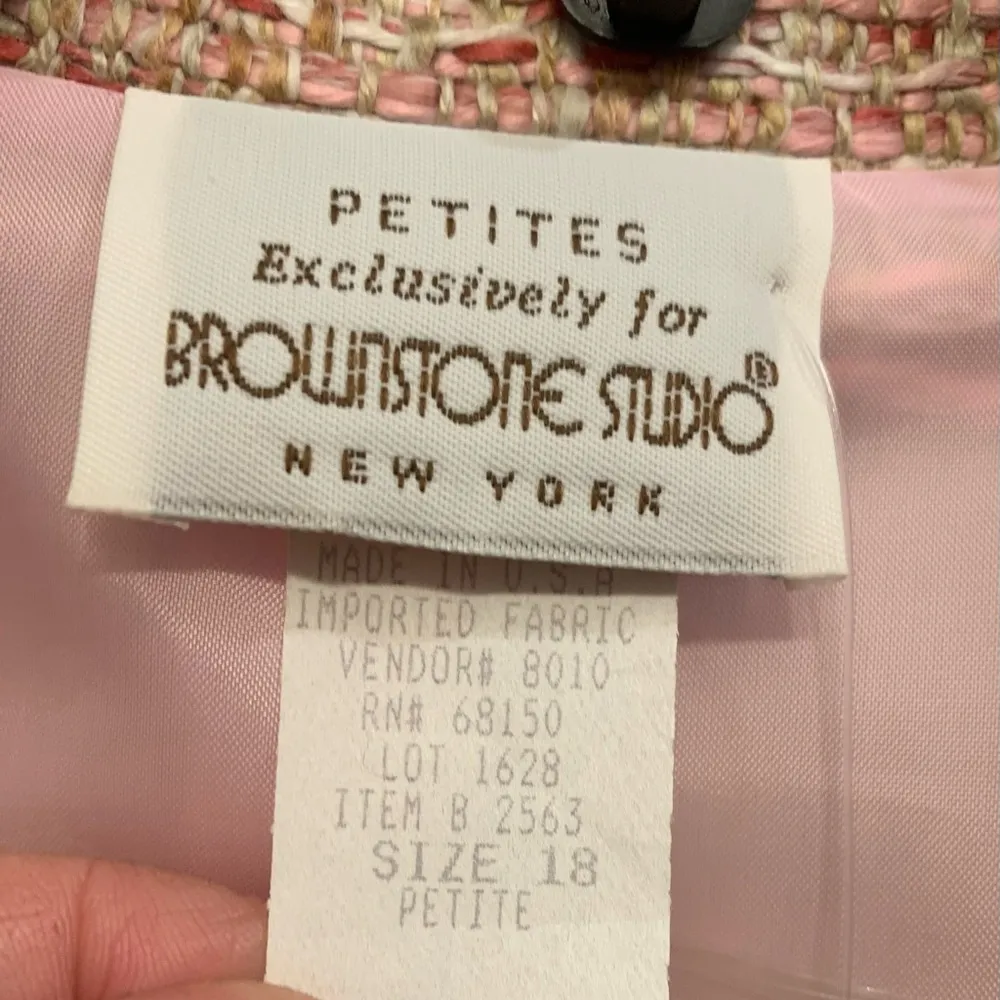 PETITES
Exclusively for
BROWNSTONE STUDIO®
NEW YORK
MADE IN U.S.A
IMPORTED FABRIC
VENDOR# 8010
RN# 68150
LOT 1628
ITEM B 2563
SIZE 18
PETITE